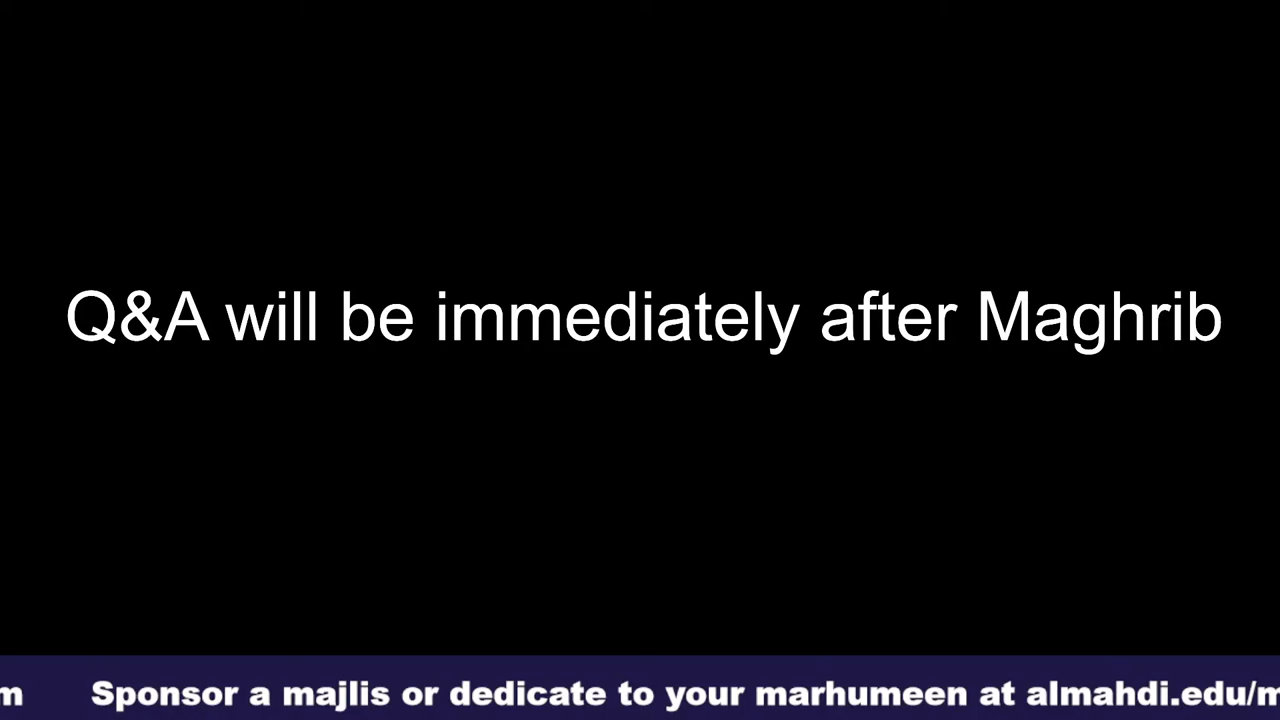 Q&A will be immediately after Maghrib
m Sponsor a majlis or dedicate to your marhumeen at almahdi.edu/m